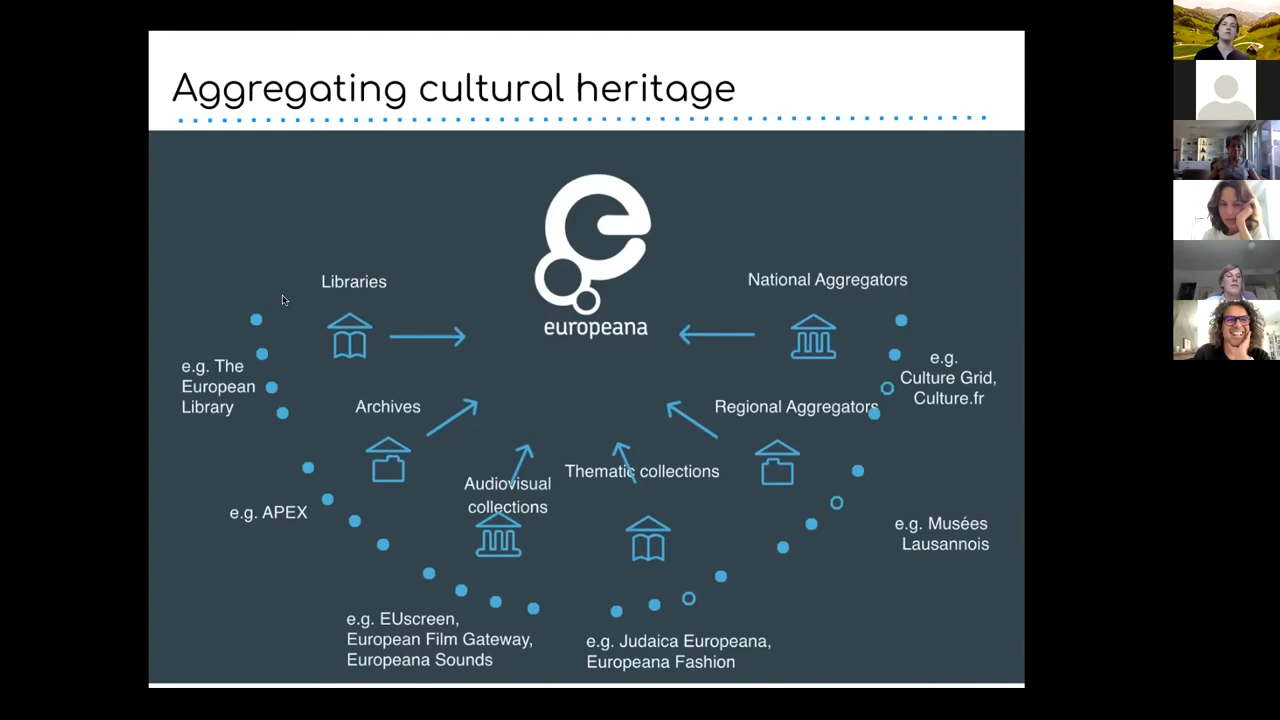 Aggregating cultural heritage
europeana
Libraries
National Aggregators
e.g. The
European
Library
e.g.
Culture Grid,
Culture.fr
Archives
Regional Aggregators
Audiovisual
collections
Thematic collections
e.g. APEX
e.g. Musées
Lausannois
e.g. EUscreen,
European Film Gateway,
Europeana Sounds
e.g. Judaica Europeana,
Europeana Fashion